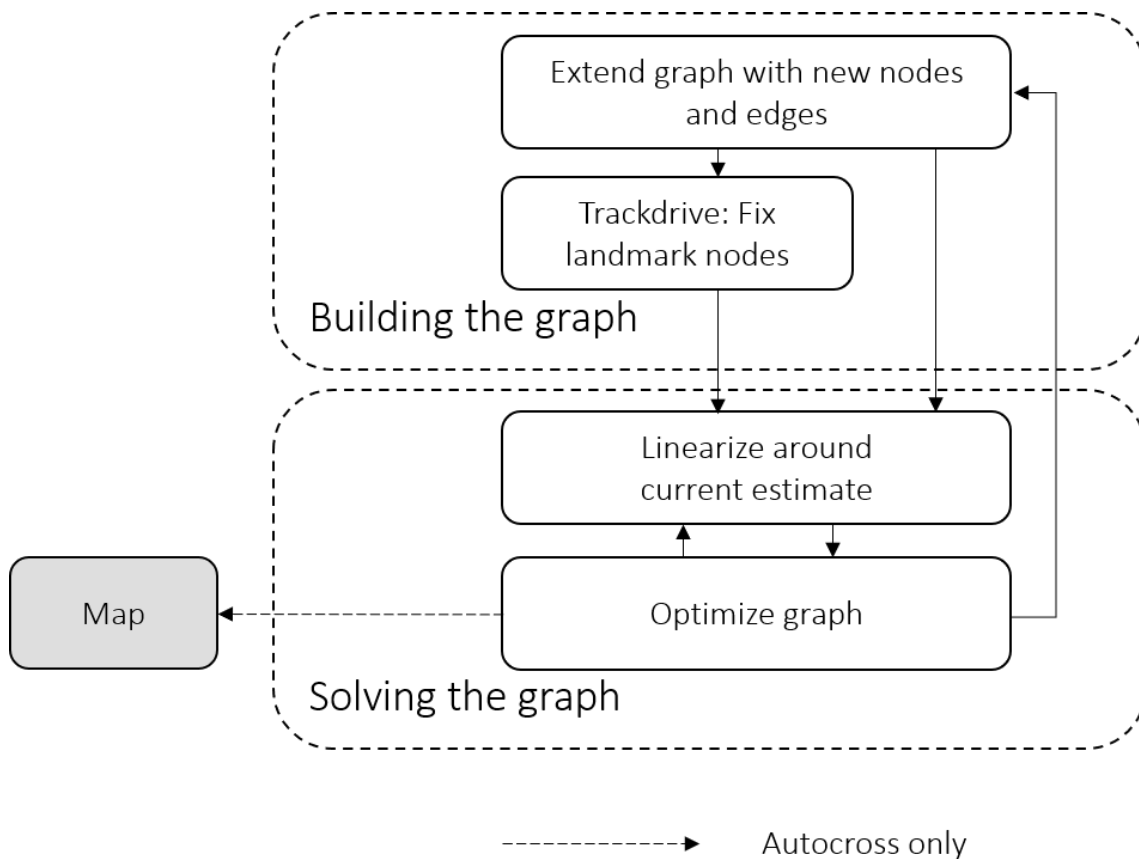 Extend graph with new nodes
and edges
Trackdrive: Fix
landmark nodes
Building the graph
Linearize around
current estimate
Map
Optimize graph
Solving the graph
Autocross only